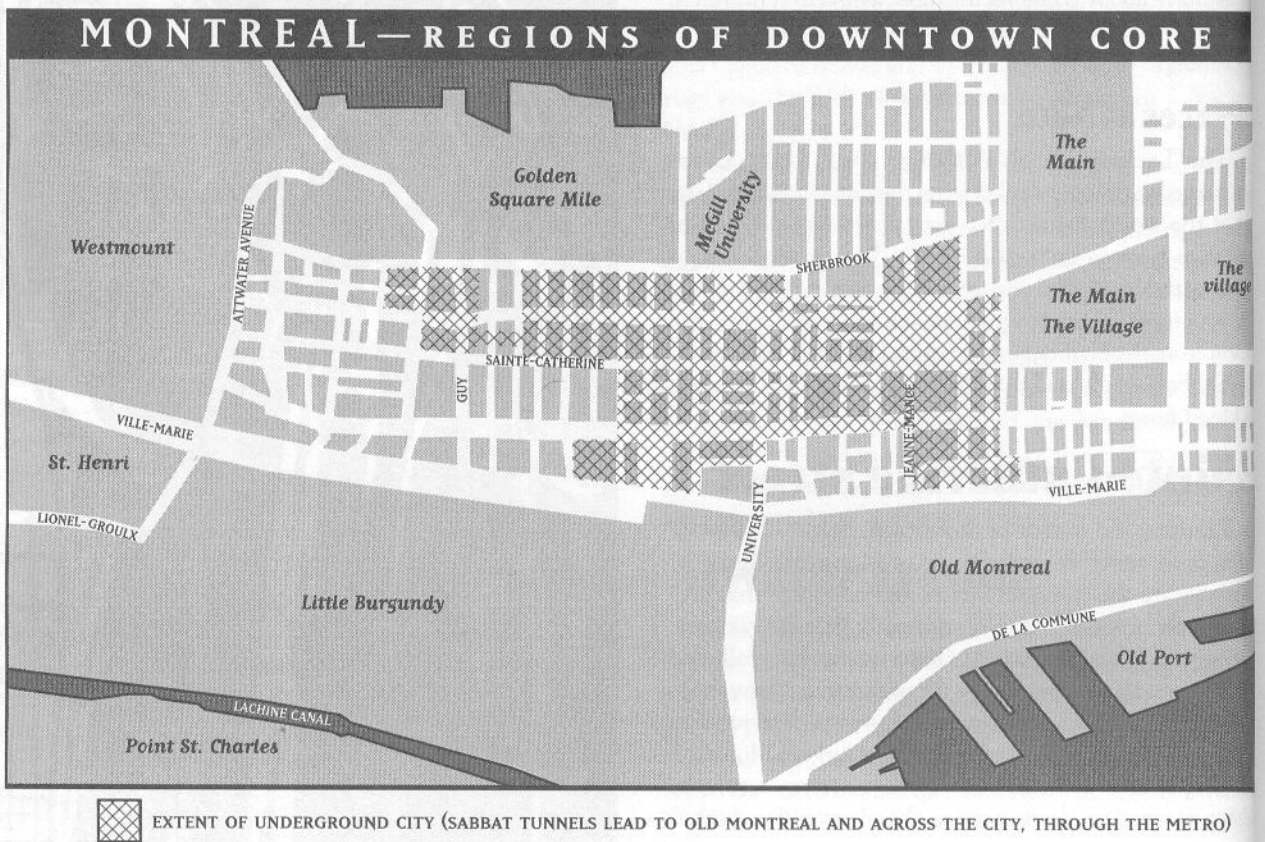 MONTREAL—REGIONS OF DOWNTOWN CORE
Golden
Square Mile
McGill
University
The
Main
Westmount
ATTWATER AVENUE
SHERBROOK
The
village
The Main
The Village
SAINTE-CATHERINE
GUY
JEANNE-MANCE
VILLE-MARIE
St. Henri
VILLE-MARIE
LIONEL-GROULX
UNIVERSITY
Old Montreal
Little Burgundy
DE LA COMMUNE
Old Port
LACHINE CANAL
Point St. Charles
EXTENT OF UNDERGROUND CITY (SABBAT TUNNELS LEAD TO OLD MONTREAL AND ACROSS THE CITY, THROUGH THE METRO)